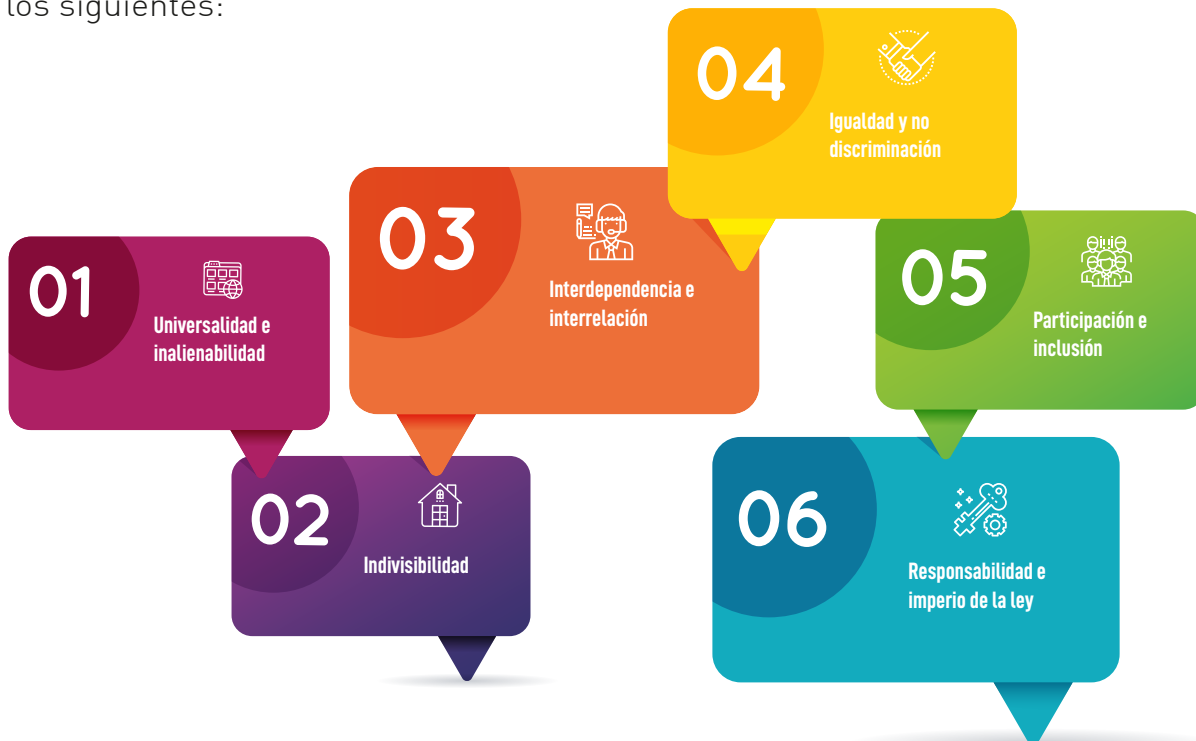 los siguientes:
01
Universalidad e
inalienabilidad
02
Indivisibilidad
03
Interdependencia e
interrelación
04
Igualdad y no
discriminación
05
Participación e
inclusión
06
Responsabilidad e
imperio de la ley